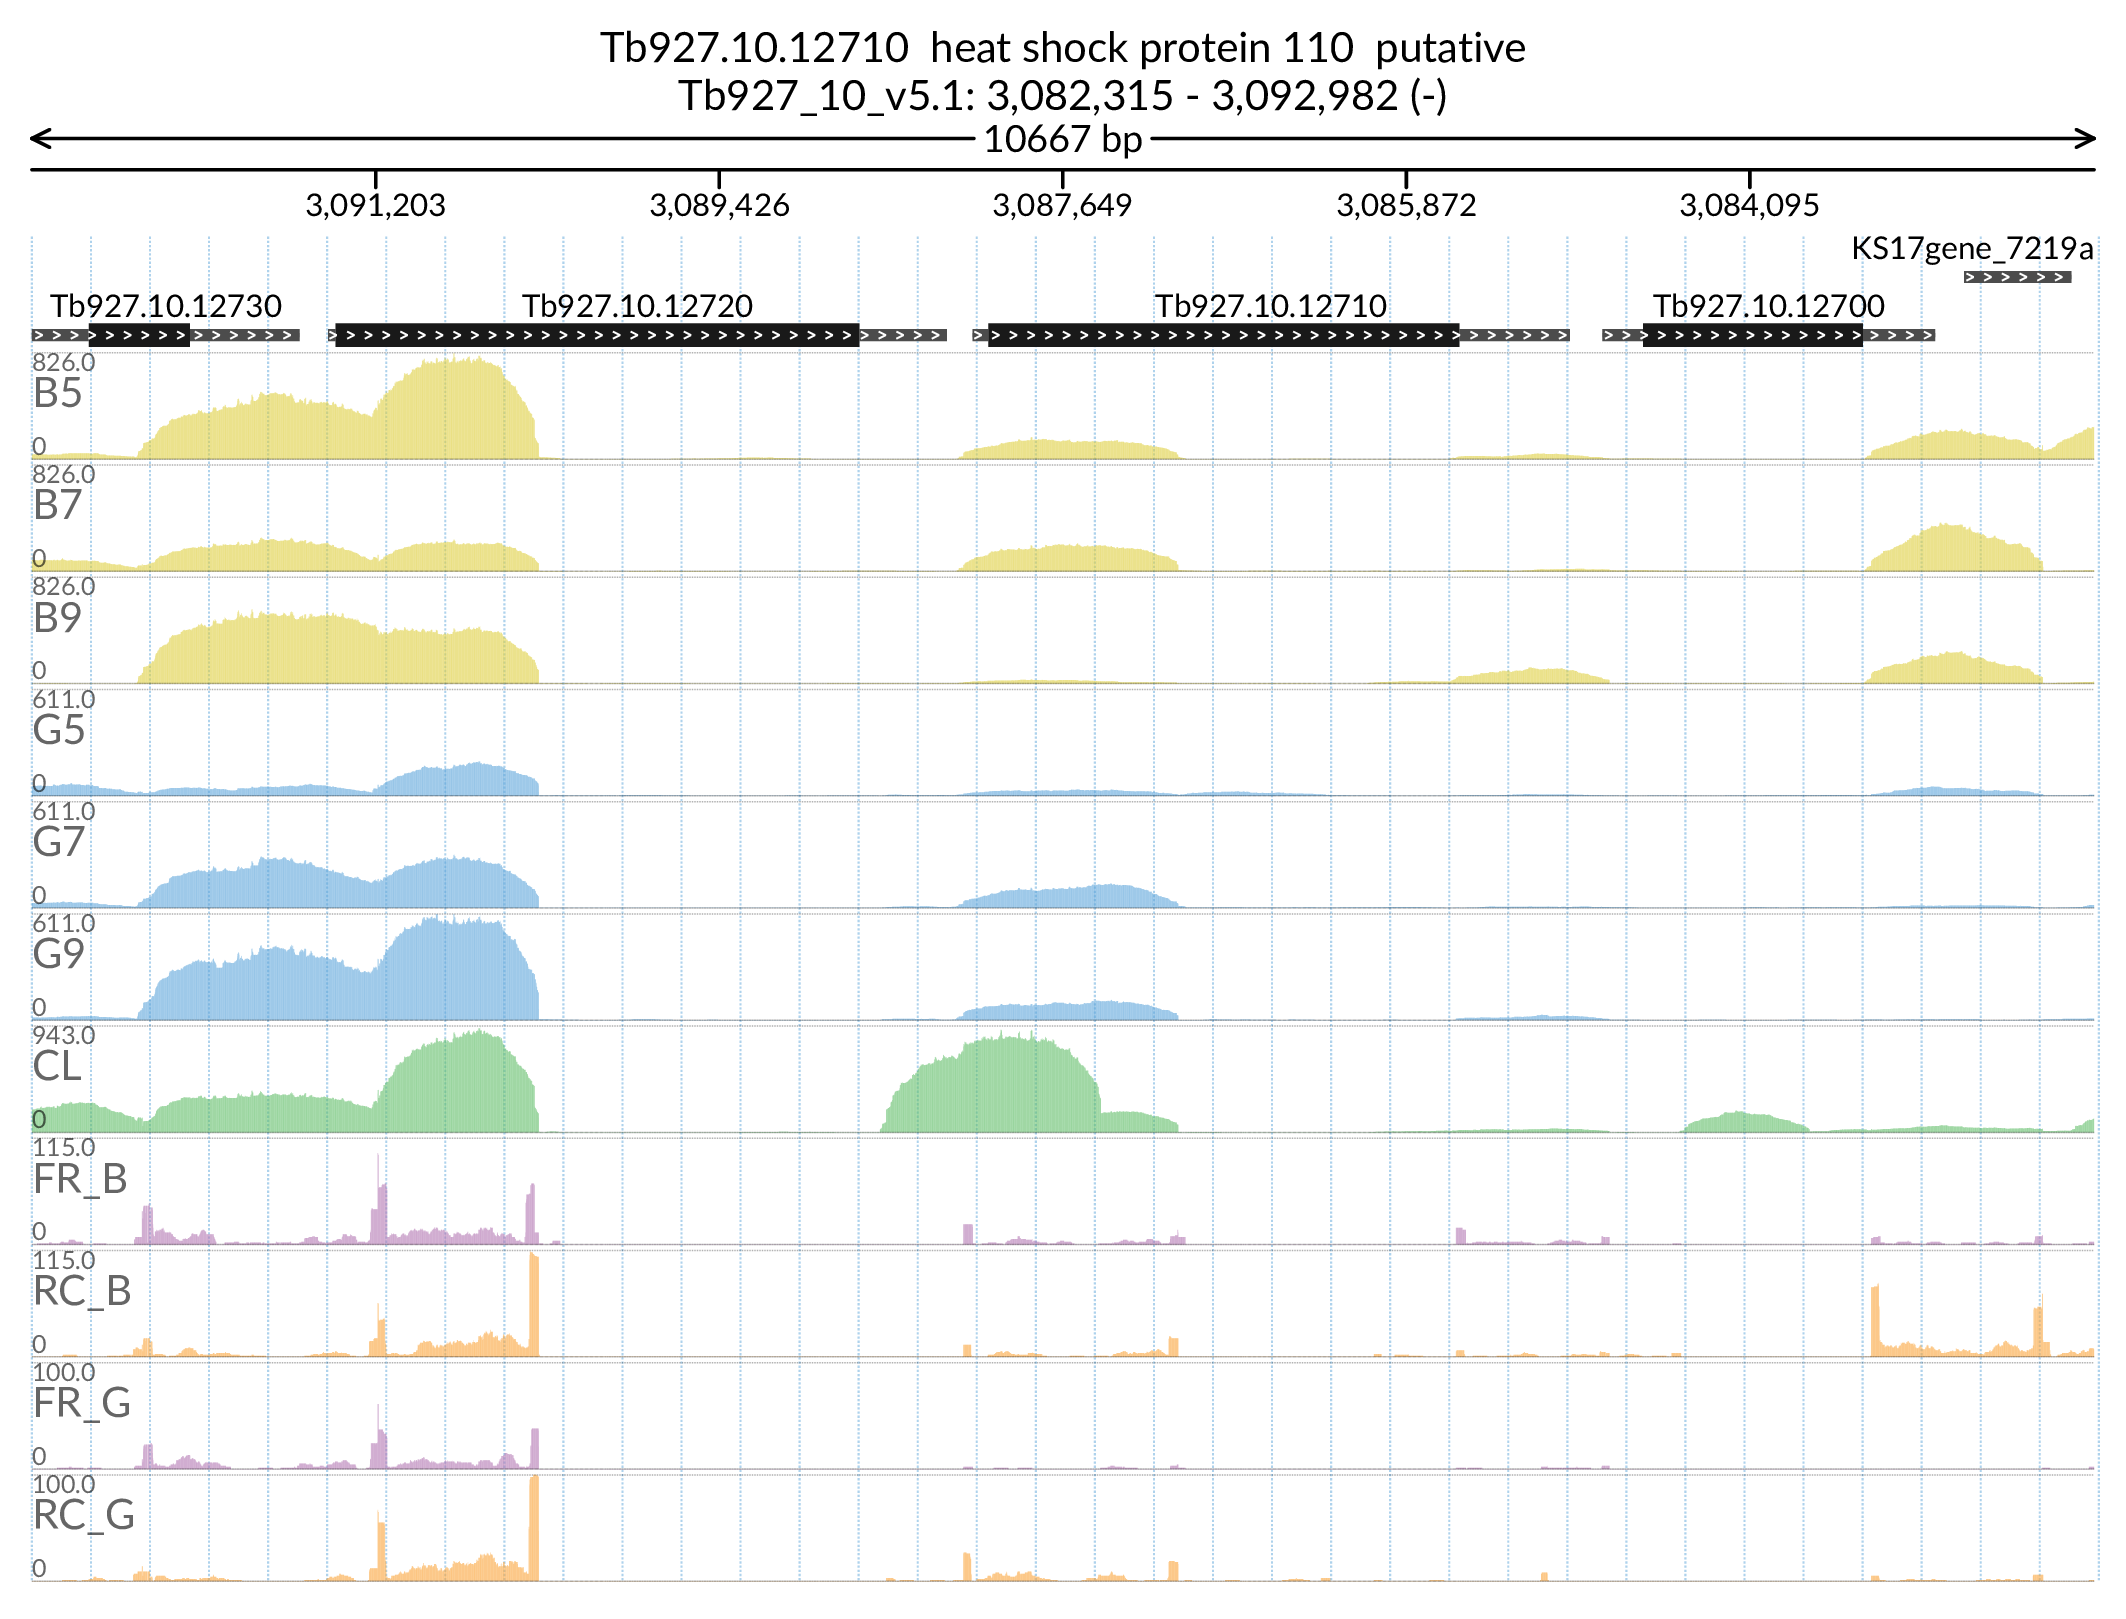 Tb927.10.12710 heat shock protein 110 putative
Tb927_10_v5.1: 3,082,315 - 3,092,982 (-)
10667 bp
3,091,203 3,089,426 3,087,649 3,085,872 3,084,095
KS17gene_7219a
Tb927.10.12730 Tb927.10.12720 Tb927.10.12710 Tb927.10.12700
826.0
B5
0
826.0
B7
0
826.0
B9
0
611.0
G5
0
611.0
G7
0
611.0
G9
0
943.0
CL
0
115.0
FR_B
0
115.0
RC_B
0
100.0
FR_G
0
100.0
RC_G
0